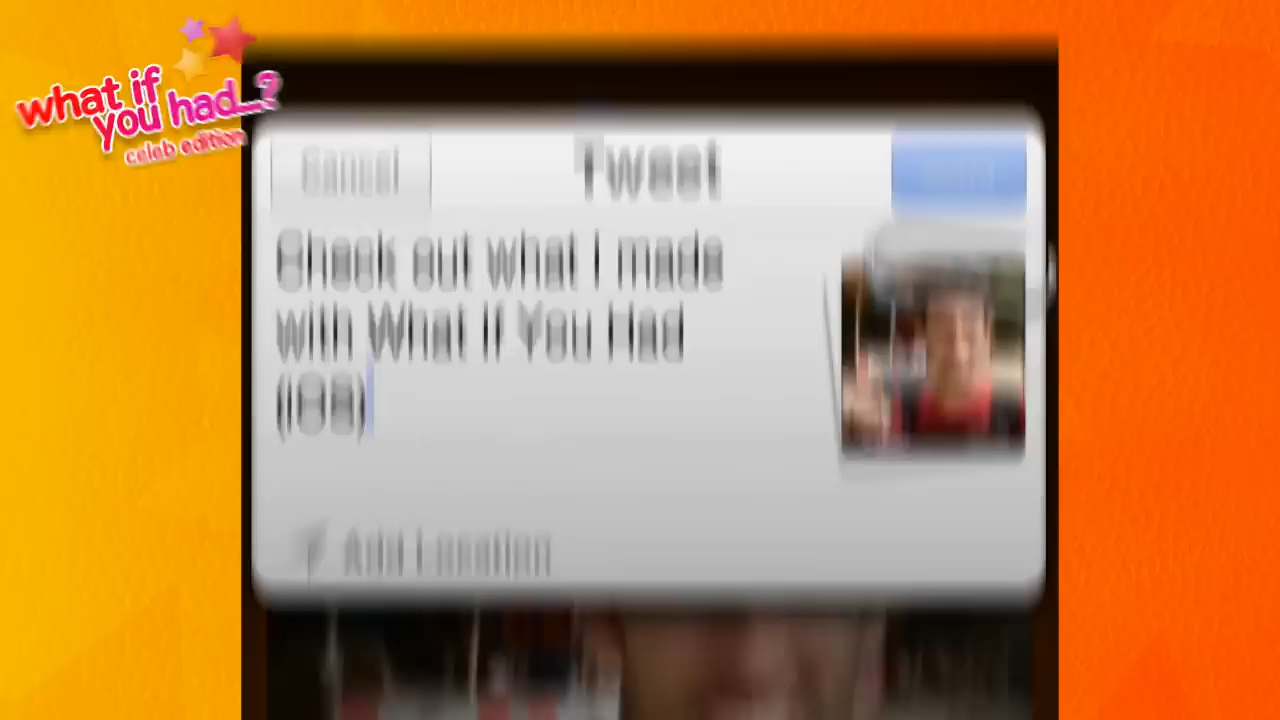 what if
you had...?
celeb edition
Cancel
Tweet
Check out what I made
with What If You Had
(iOS)
Add Location